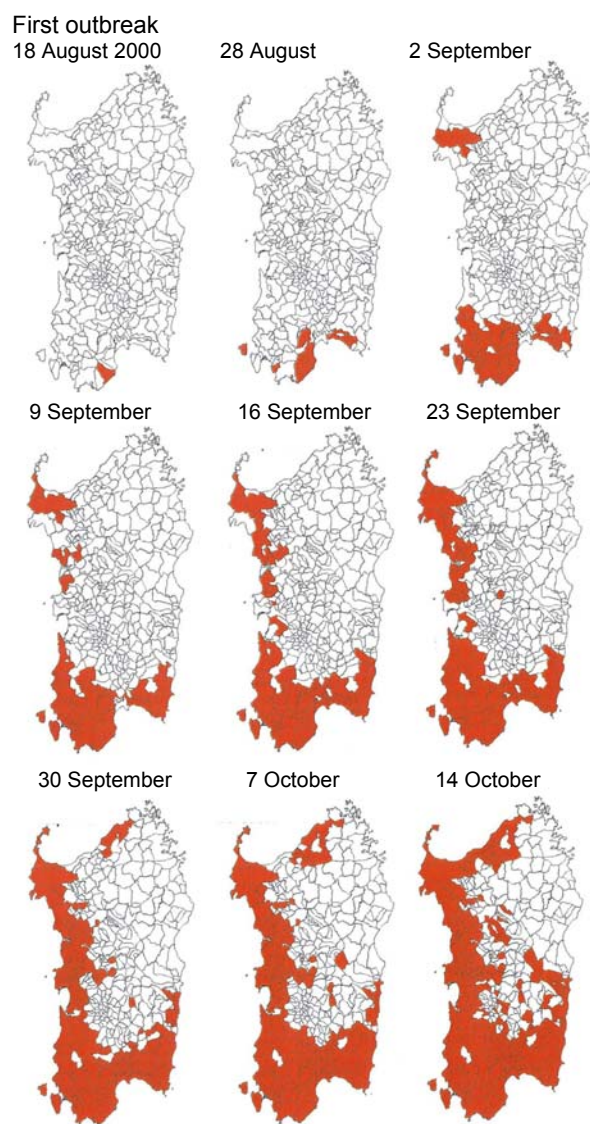 First outbreak
18 August 2000
28 August
2 September
9 September
16 September
23 September
30 September
7 October
14 October